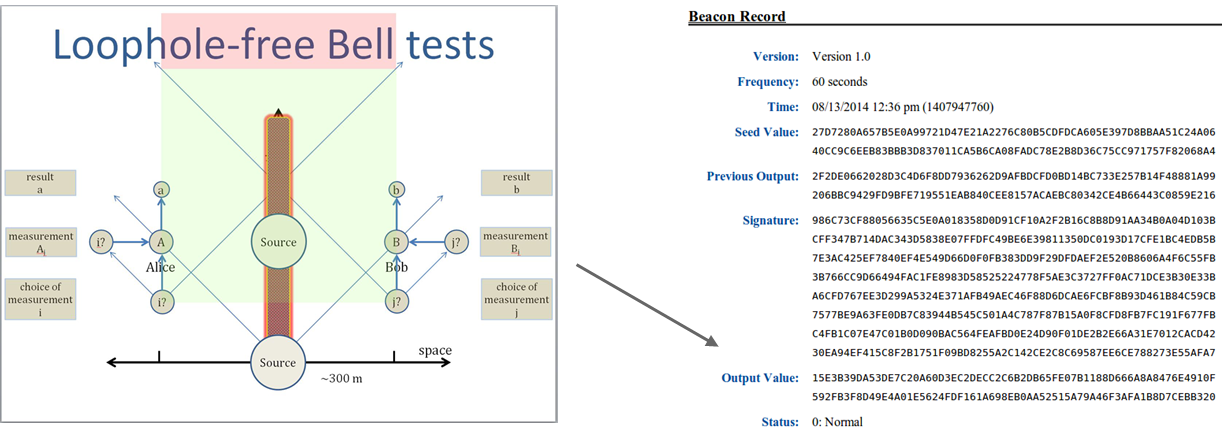 Loophole-free Bell tests
result
a
a
b
result
b
measurement
Ai
i?
A
Source
B
j?
measurement
Bi
Alice
Bob
choice of
measurement
i
i?
j?
choice of
measurement
j
Source
space
~300 m
Beacon Record
Version: Version 1.0
Frequency: 60 seconds
Time: 08/13/2014 12:36 pm (1407947760)
Seed Value: 27D7280A657B5E0A99721D47E21A2276C80B5CDFDCA605E397D8BBAA51C24A06
40CC9C6EEB83BBB3D837011CA5B6CA08FADC78E2B8D36C75CC971757F82068A4
Previous Output: 2F2DE0662028D3C4D6F8DD7936262D9AFBDCFD0BD14BC733E257B14F48881A99
206BBC9429FD9BFE719551EAB840CEE8157ACAEBC80342CE4B66443C0859E216
Signature: 986C73CF88056635C5E0A018358D0D91CF10A2F2B16C8B8D91AA34B0A04D103B
CFF347B714DAC343D5838E07FFDFC49BE6E39811350DC0193D17CFE1BC4EDB5B
7E3AC425EF7840EF4E549D66D0F0FB383DD9F29DFDAEF2E520B8606A4F6C55FB
3B766CC9D66494FAC1FE8983D58525224778F5AE3C3727FF0AC71DCE3B30E33B
A6CFD767EE3D299A5324E371AFB49AEC46F88D6DCAE6FCBF8B93D461B84C59CB
7577BE9A63FE0DB7C83944B545C501A4C787F87B15A0F8CFD8FB7FC191F677FB
C4FB1C07E47C01B0D090BAC564FEAFBD0E24D90F01DE2B2E66A31E7012CACD42
30EA94EF415C8F2B1751F09BD8255A2C142CE2C8C69587EE6CE788273E55AFA7
Output Value: 15E3B39DA53DE7C20A60D3EC2DECC2C6B2DB65FE07B1188D666A8A8476E4910F
592FB3F8D49E4A01E5624FDF161A698EB0AA52515A79A46F3AFA1B8D7CEBB320
Status: 0: Normal